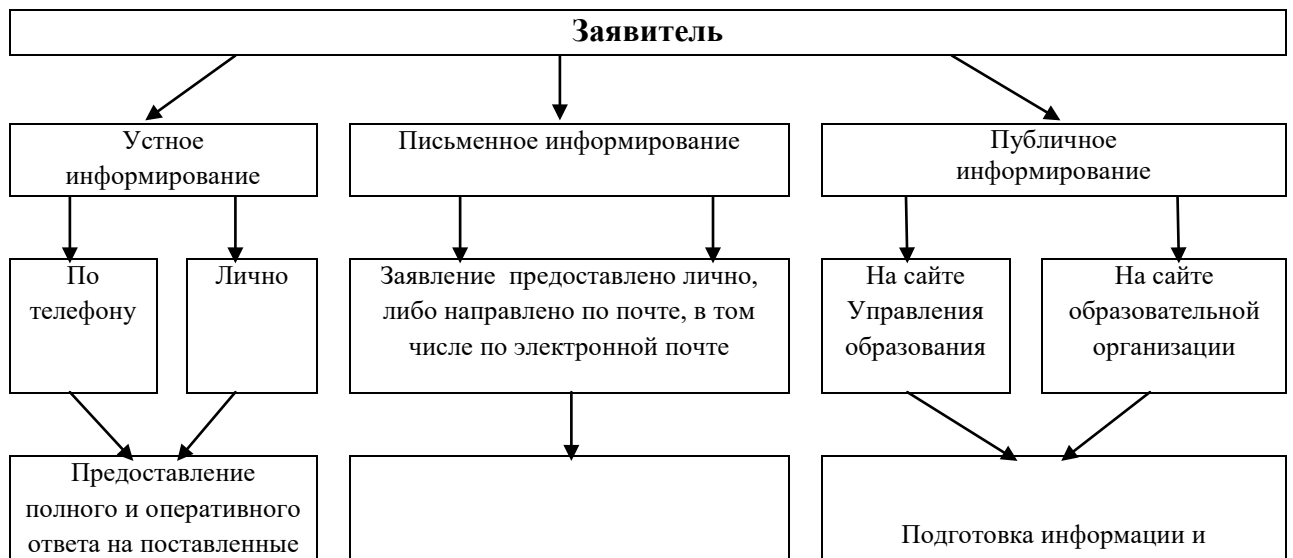 Заявитель
Устное
информирование
Письменное информирование
Публичное
информирование
По
телефону
Лично
Заявление предоставлено лично,
либо направлено по почте, в том
числе по электронной почте
На сайте
Управления
образования
На сайте
образовательной
организации
Предоставление
полного и оперативного
ответа на поставленные
Подготовка информации и